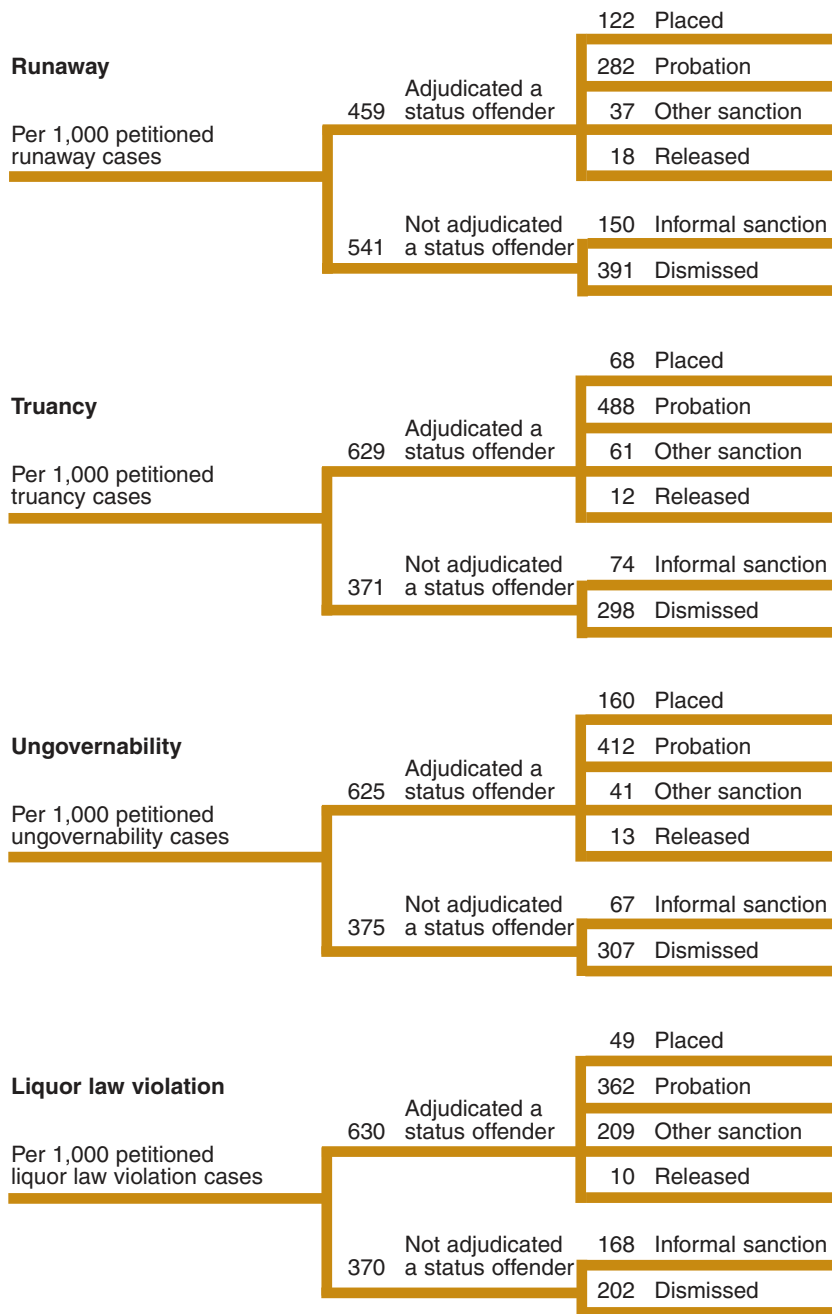 122 Placed
Runaway
282 Probation
Adjudicated a
459 status offender
37 Other sanction
Per 1,000 petitioned
runaway cases
18 Released
Not adjudicated
541 a status offender
150 Informal sanction
391 Dismissed
68 Placed
Truancy
488 Probation
Adjudicated a
629 status offender
61 Other sanction
Per 1,000 petitioned
truancy cases
12 Released
Not adjudicated
371 a status offender
74 Informal sanction
298 Dismissed
160 Placed
Ungovernability
412 Probation
Adjudicated a
625 status offender
41 Other sanction
Per 1,000 petitioned
ungovernability cases
13 Released
Not adjudicated
375 a status offender
67 Informal sanction
307 Dismissed
49 Placed
Liquor law violation
362 Probation
Adjudicated a
630 status offender
209 Other sanction
Per 1,000 petitioned
liquor law violation cases
10 Released
Not adjudicated
370 a status offender
168 Informal sanction
202 Dismissed